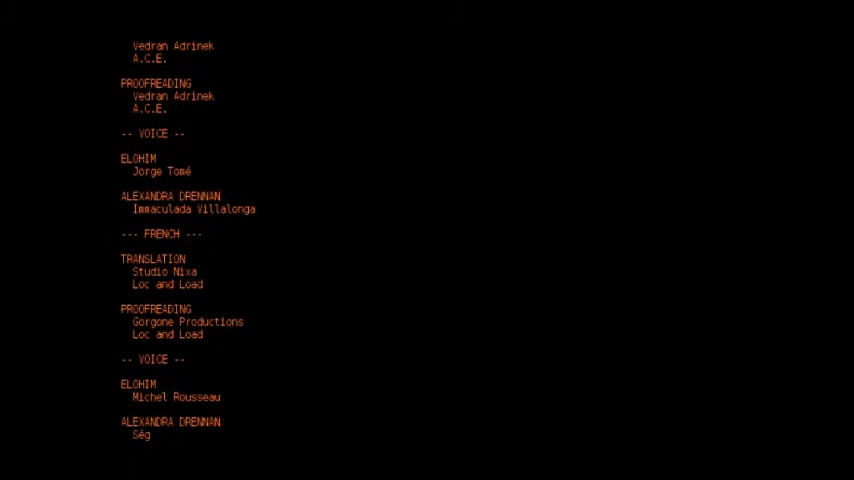 Vedran Adrinek
A.C.E.
PROOFREADING
Vedran Adrinek
A.C.E.
-- VOICE --
ELOHIM
Jorge Tomé
ALEXANDRA DRENNAN
Immaculada Villalonga
--- FRENCH ---
TRANSLATION
Studio Nixa
Loc and Load
PROOFREADING
Gorgone Productions
Loc and Load
-- VOICE --
ELOHIM
Michel Rousseau
ALEXANDRA DRENNAN
Ség